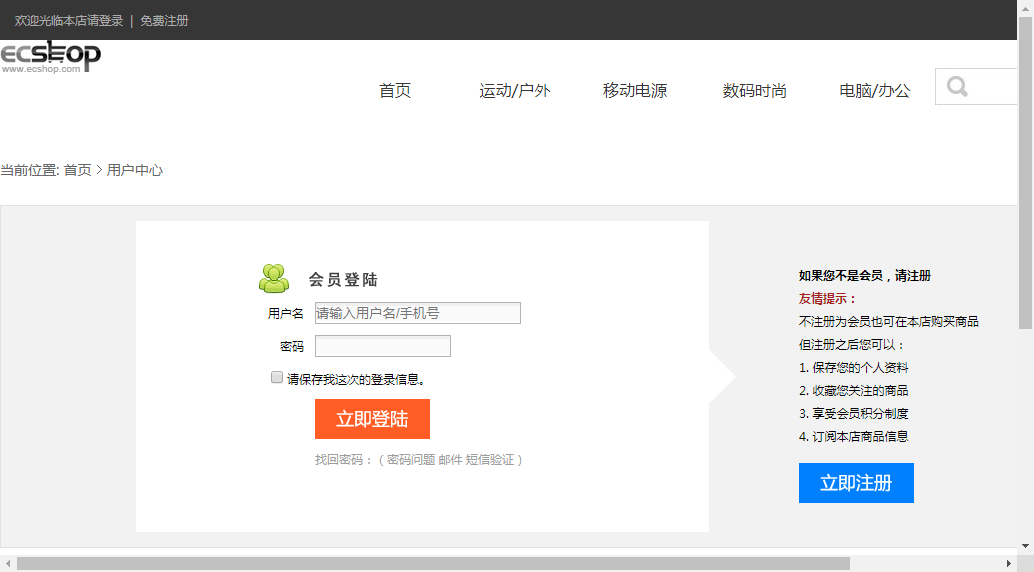 欢迎光临本店请登录 | 免费注册
ecshop
www.ecshop.com
首页 运动/户外 移动电源 数码时尚 电脑/办公
当前位置: 首页 > 用户中心
会员登陆
用户名 请输入用户名/手机号
密码
请保存我这次的登录信息。
立即登陆
找回密码：（ 密码问题 邮件 短信验证 ）
如果您不是会员，请注册
友情提示：
不注册为会员也可在本店购买商品
但注册之后您可以：
1. 保存您的个人资料
2. 收藏您关注的商品
3. 享受会员积分制度
4. 订阅本店商品信息
立即注册